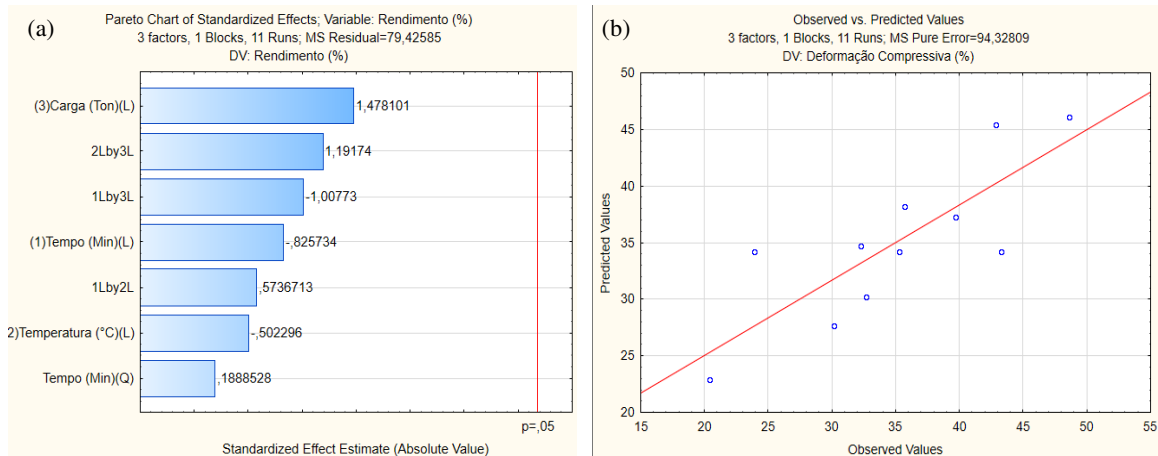 (a)
Pareto Chart of Standardized Effects; Variable: Rendimento (%)
3 factors, 1 Blocks, 11 Runs; MS Residual=79,42585
DV: Rendimento (%)
(3)Carga (Ton)(L)
1,478101
2Lby3L
1,19174
1Lby3L
-1,00773
(1)Tempo (Min)(L)
-,825734
1Lby2L
,5736713
2)Temperatura (°C)(L)
-,502296
Tempo (Min)(Q)
,1888528
p=,05
Standardized Effect Estimate (Absolute Value)
(b)
Observed vs. Predicted Values
3 factors, 1 Blocks, 11 Runs; MS Pure Error=94,32809
DV: Deformação Compressiva (%)
Predicted Values
50
45
40
35
30
25
20
15 20 25 30 35 40 45 50 55
Observed Values